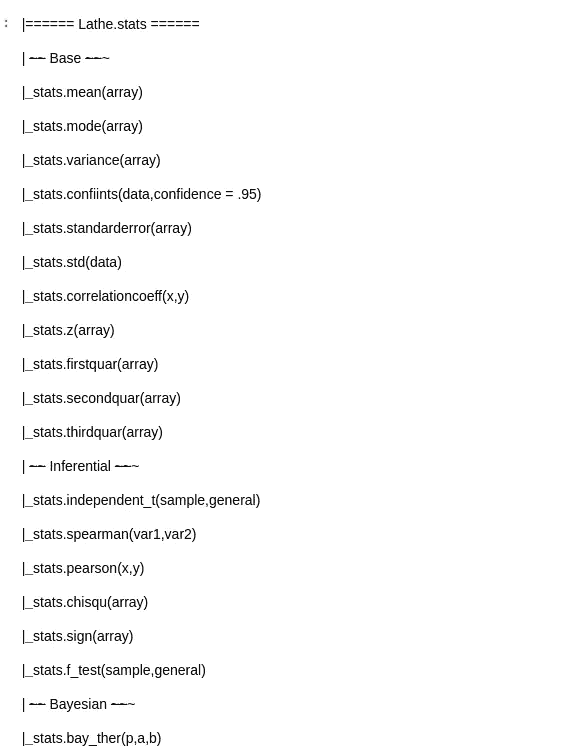 : |====== Lathe.stats ======
| ~~ Base ~~~
|_stats.mean(array)
|_stats.mode(array)
|_stats.variance(array)
|_stats.confiints(data,confidence = .95)
|_stats.standarderror(array)
|_stats.std(data)
|_stats.correlationcoeff(x,y)
|_stats.z(array)
|_stats.firstquar(array)
|_stats.secondquar(array)
|_stats.thirdquar(array)
| ~~ Inferential ~~~
|_stats.independent_t(sample,general)
|_stats.spearman(var1,var2)
|_stats.pearson(x,y)
|_stats.chisqu(array)
|_stats.sign(array)
|_stats.f_test(sample,general)
| ~~ Bayesian ~~~
|_stats.bay_ther(p,a,b)